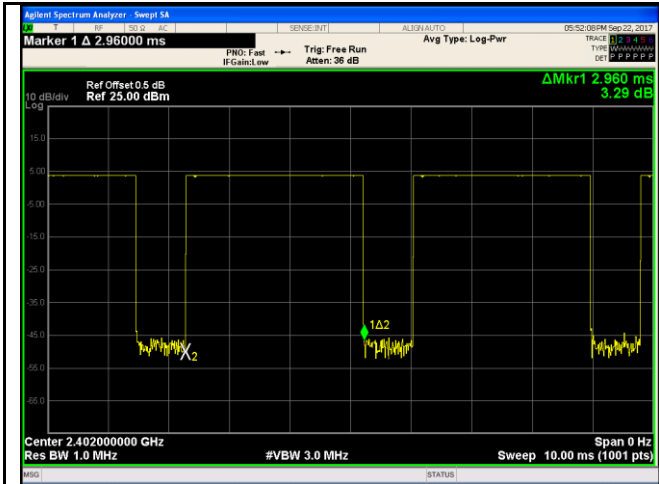 Agilent Spectrum Analyzer - Swept SA
T RF 50 Ω AC SENSE:INT ALIGN AUTO 05:52:08 PM Sep 22, 2017
Marker 1 Δ 2.96000 ms Avg Type: Log-Pwr TRACE 1 2 3 4 5 6
PNO: Fast Trig: Free Run TYPE WWWWWW
IFGain:Low Atten: 36 dB DET P P P P P P
ΔMkr1 2.960 ms
Ref Offset 0.5 dB
10 dB/div Ref 25.00 dBm 3.29 dB
Log
15.0
5.00
-5.00
-15.0
-25.0
-35.0
1Δ2
-45.0
2
-55.0
-65.0
Center 2.402000000 GHz Span 0 Hz
Res BW 1.0 MHz #VBW 3.0 MHz Sweep 10.00 ms (1001 pts)
MSG STATUS